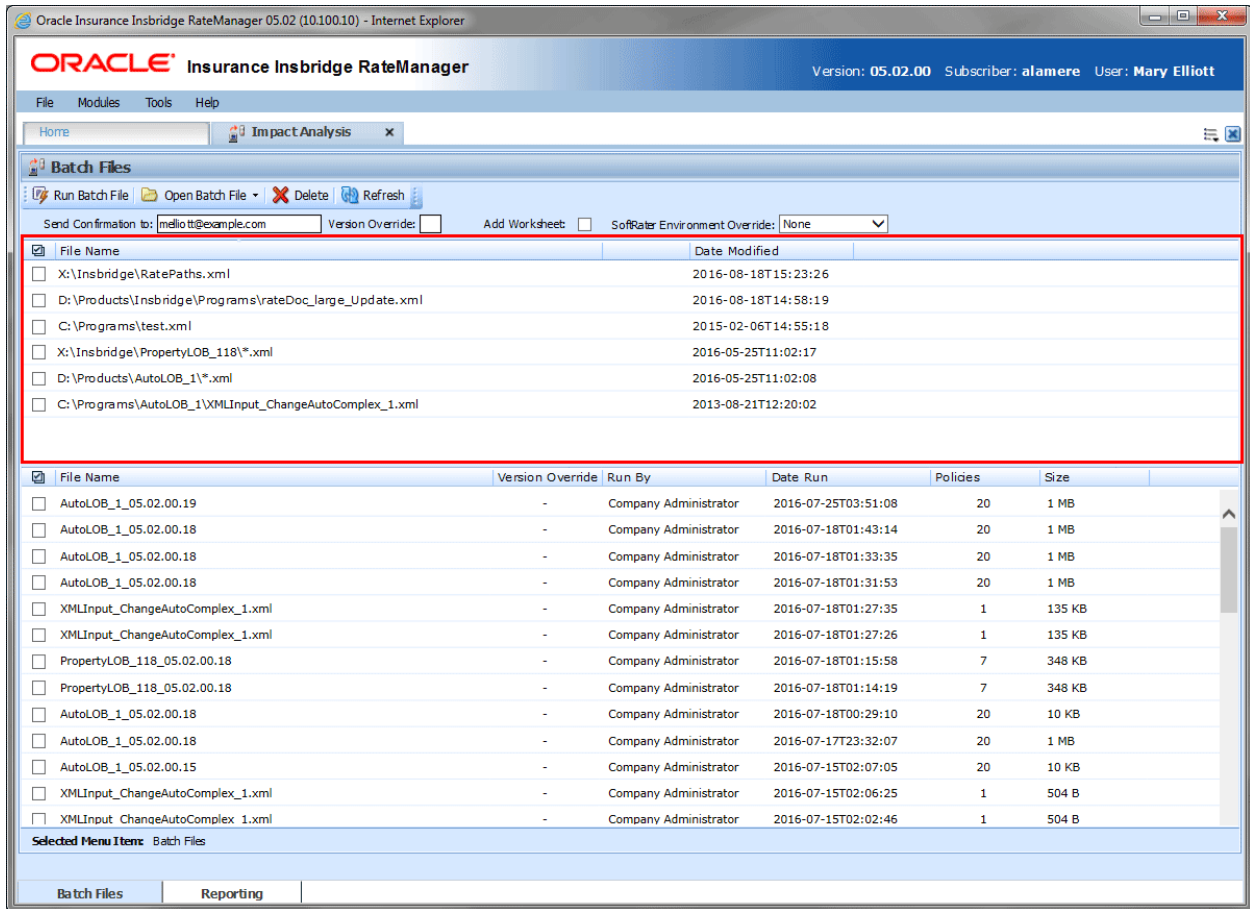 Oracle Insurance Insbridge RateManager 05.02 (10.100.10) - Internet Explorer
ORACLE Insurance Insbridge RateManager
Version: 05.02.00 Subscriber: alamere User: Mary Elliott
File Modules Tools Help
Home Impact Analysis x
Batch Files
Run Batch File Open Batch File Delete Refresh
Send Confirmation to: melliott@example.com Version Override: Add Worksheet: SoftRater Environment Override: None
File Name Date Modified
X:\Insbridge\RatePaths.xml 2016-08-18T15:23:26
D:\Products\Insbridge\Programs\rateDoc_large_Update.xml 2016-08-18T14:58:19
C:\Programs\test.xml 2015-02-06T14:55:18
X:\Insbridge\PropertyLOB_118\*.xml 2016-05-25T11:02:17
D:\Products\AutoLOB_1\*.xml 2016-05-25T11:02:08
C:\Programs\AutoLOB_1\XMLInput_ChangeAutoComplex_1.xml 2013-08-21T12:20:02
File Name Version Override Run By Date Run Policies Size
AutoLOB_1_05.02.00.19 - Company Administrator 2016-07-25T03:51:08 20 1 MB
AutoLOB_1_05.02.00.18 - Company Administrator 2016-07-18T01:43:14 20 1 MB
AutoLOB_1_05.02.00.18 - Company Administrator 2016-07-18T01:33:35 20 1 MB
AutoLOB_1_05.02.00.18 - Company Administrator 2016-07-18T01:31:53 20 1 MB
XMLInput_ChangeAutoComplex_1.xml - Company Administrator 2016-07-18T01:27:35 1 135 KB
XMLInput_ChangeAutoComplex_1.xml - Company Administrator 2016-07-18T01:27:26 1 135 KB
PropertyLOB_118_05.02.00.18 - Company Administrator 2016-07-18T01:15:58 7 348 KB
PropertyLOB_118_05.02.00.18 - Company Administrator 2016-07-18T01:14:19 7 348 KB
AutoLOB_1_05.02.00.18 - Company Administrator 2016-07-18T00:29:10 20 10 KB
AutoLOB_1_05.02.00.18 - Company Administrator 2016-07-17T23:32:07 20 1 MB
AutoLOB_1_05.02.00.15 - Company Administrator 2016-07-15T02:07:05 20 10 KB
XMLInput_ChangeAutoComplex_1.xml - Company Administrator 2016-07-15T02:06:25 1 504 B
XMLInput_ChangeAutoComplex_1.xml - Company Administrator 2016-07-15T02:02:46 1 504 B
Selected Menu Item: Batch Files
Batch Files Reporting